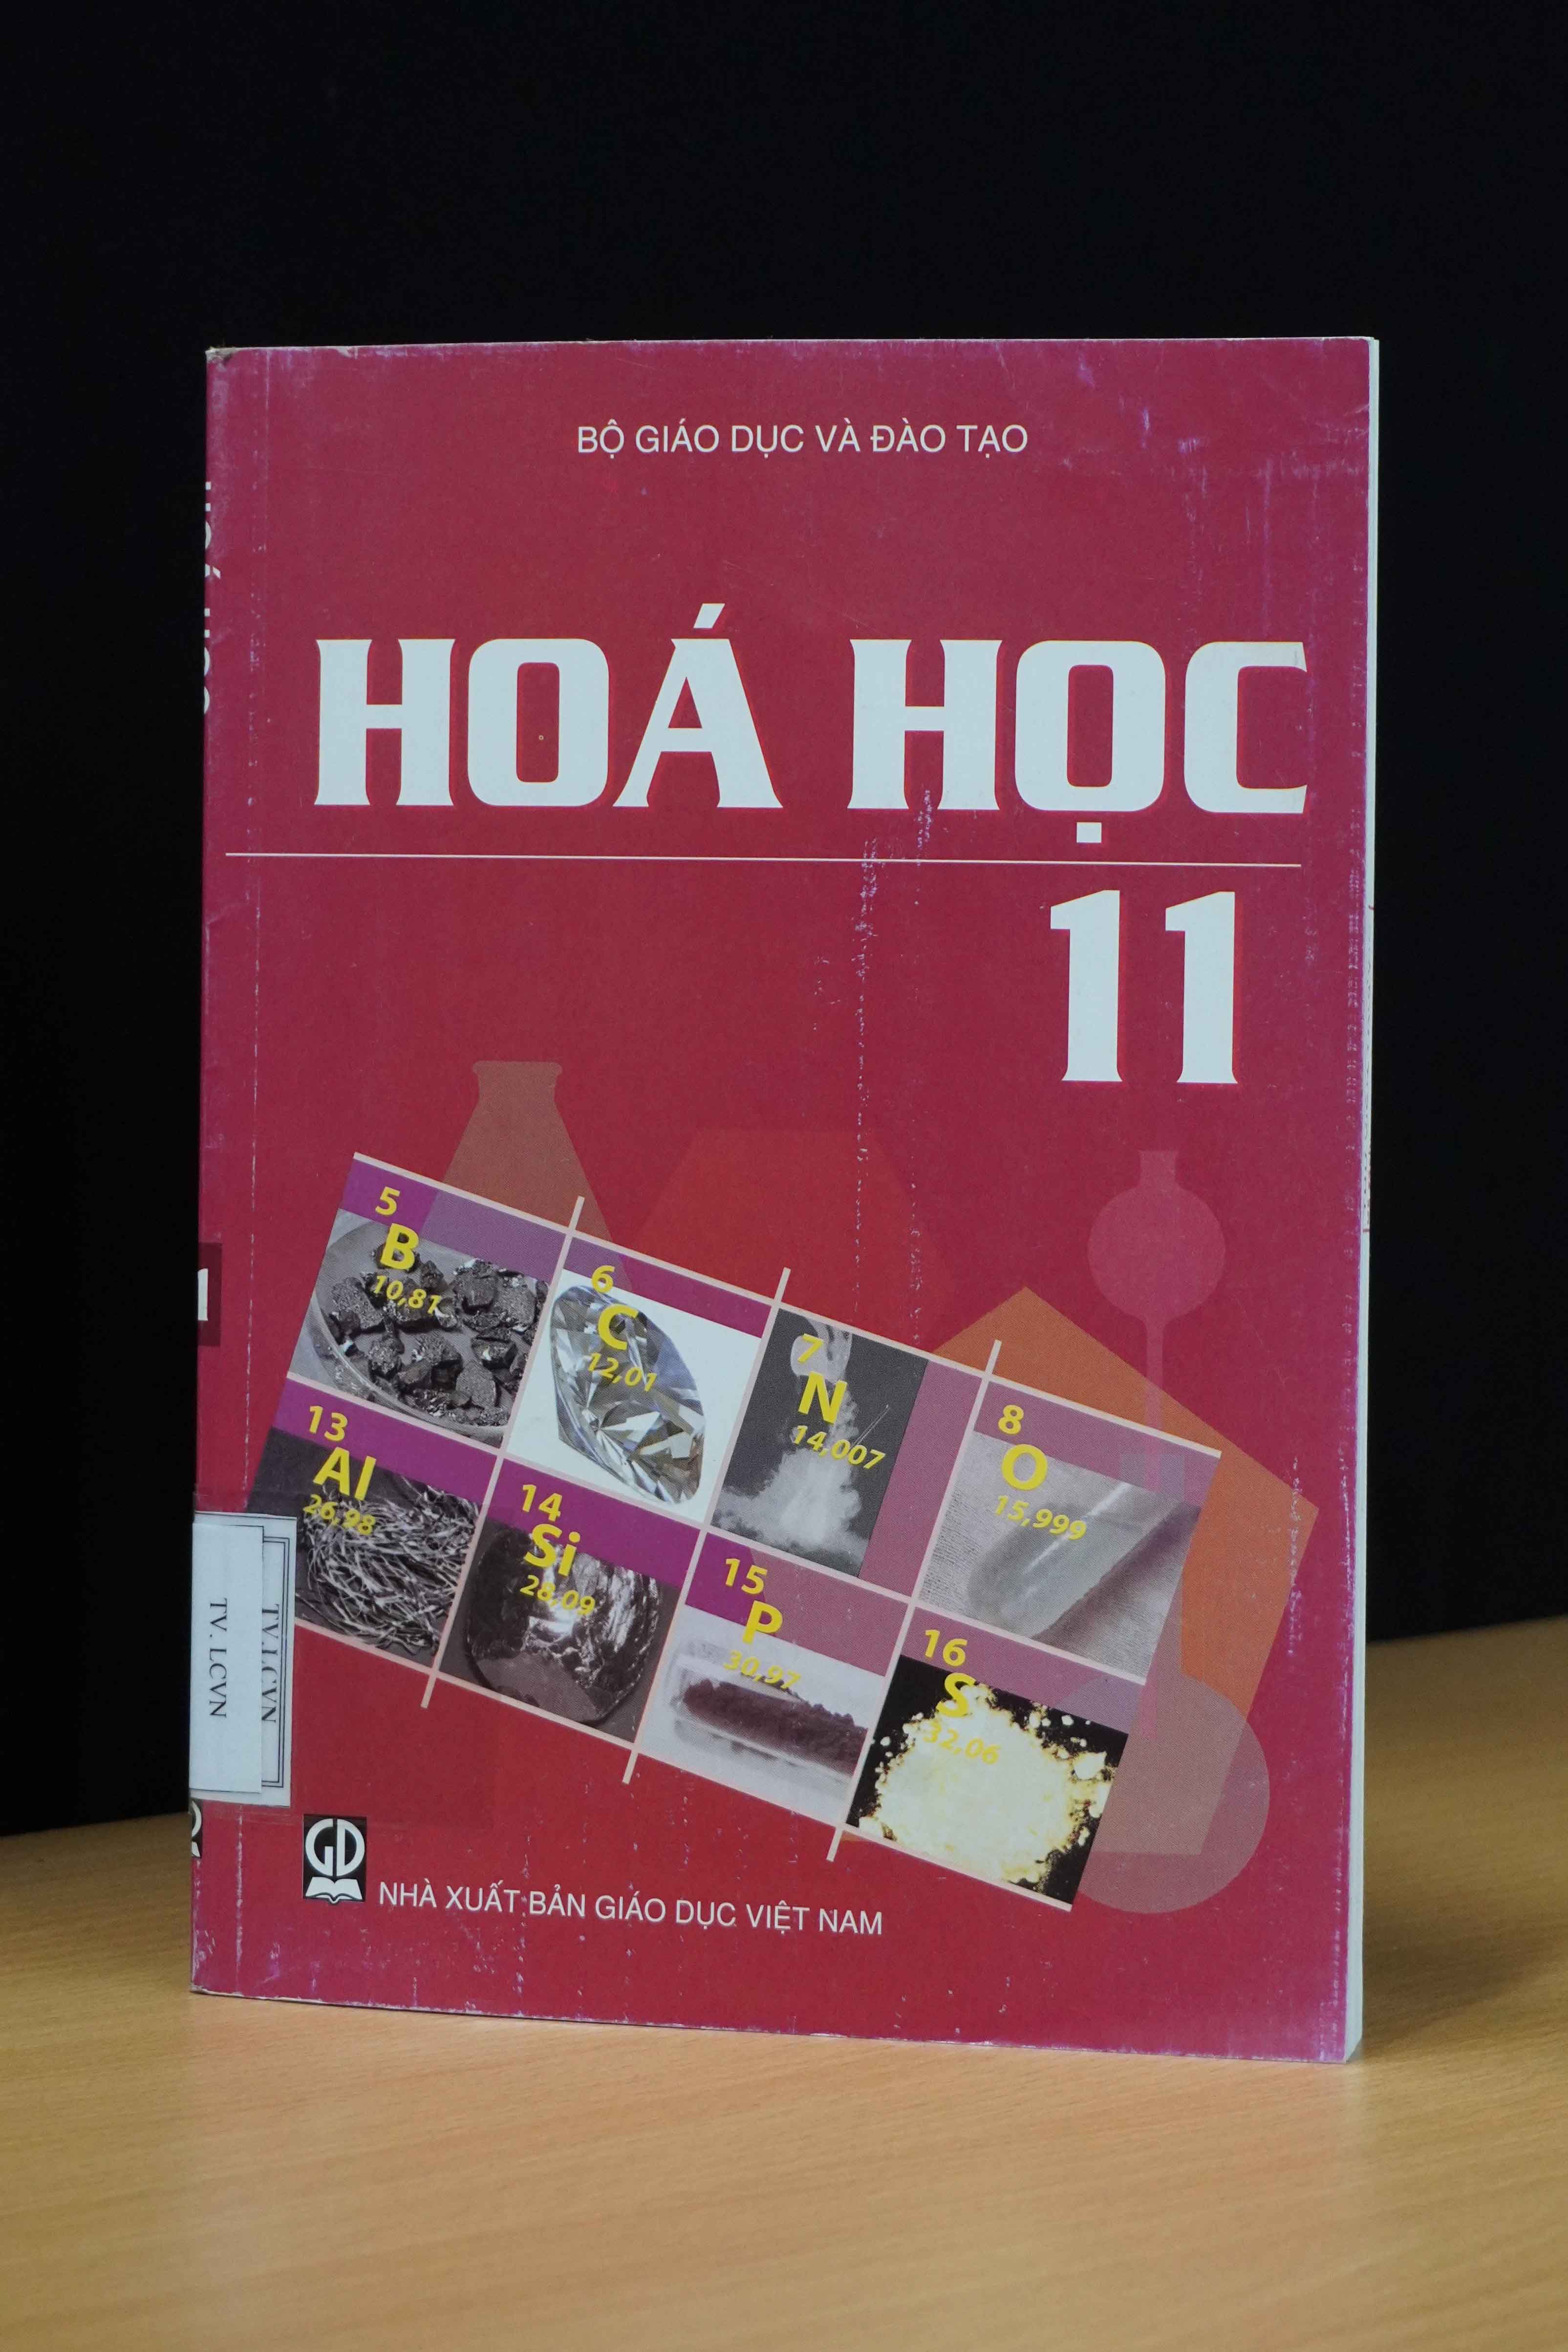 BỘ GIÁO DỤC VÀ ĐÀO TẠO
HOÁ HỌC
11
5
B
10,81
6
C
12,01
7
N
14,007
8
O
15,999
13
Al
26,98
14
Si
28,09
15
P
30,97
16
S
32,06
TV.LCVN
TV. LCVN
GD
NHÀ XUẤT BẢN GIÁO DỤC VIỆT NAM